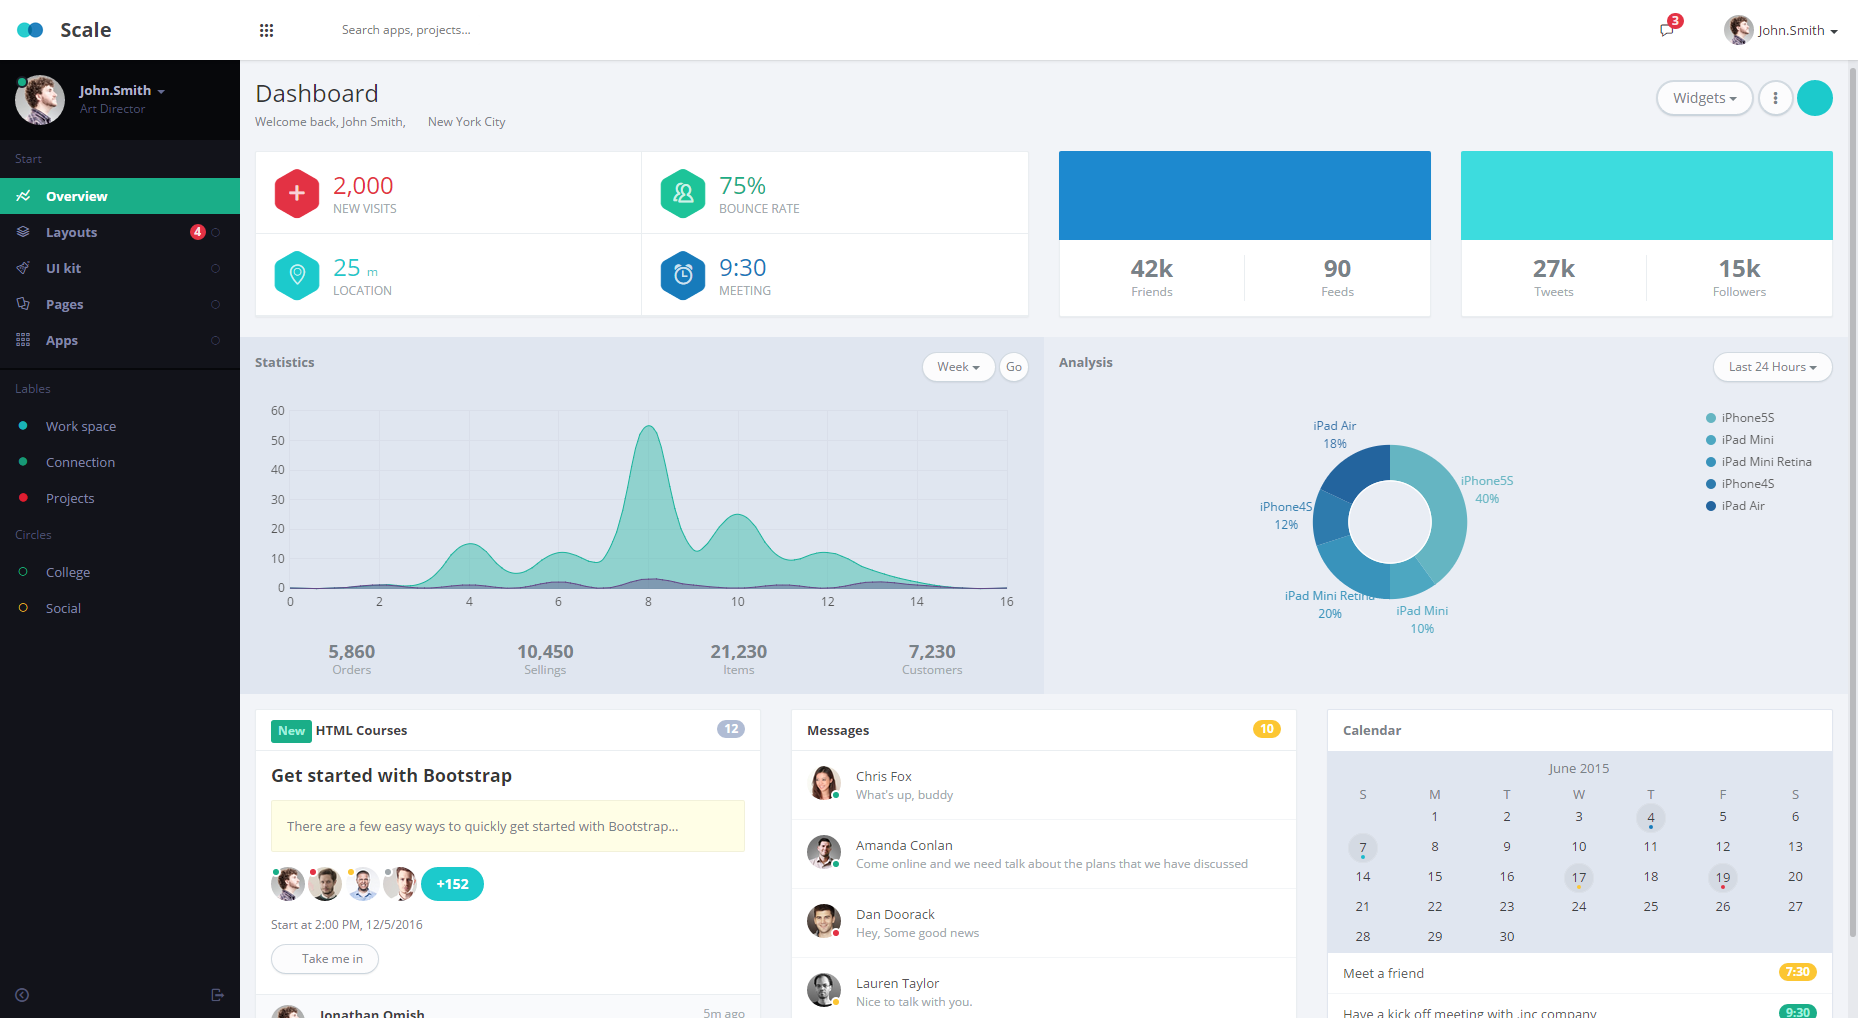 Scale
Search apps, projects...
3
John.Smith
John.Smith
Art Director
Start
Overview
Layouts
4
UI kit
Pages
Apps
Lables
Work space
Connection
Projects
Circles
College
Social
Dashboard
Welcome back, John Smith, New York City
Widgets
2,000
NEW VISITS
75%
BOUNCE RATE
25 m
LOCATION
9:30
MEETING
42k
Friends
90
Feeds
27k
Tweets
15k
Followers
Statistics
Week
Go
60
50
40
30
20
10
0
0 2 4 6 8 10 12 14 16
5,860
Orders
10,450
Sellings
21,230
Items
7,230
Customers
Analysis
Last 24 Hours
iPad Air
18%
iPhone5S
40%
iPhone4S
12%
iPad Mini Retina
20%
iPad Mini
10%
iPhone5S
iPad Mini
iPad Mini Retina
iPhone4S
iPad Air
New HTML Courses
12
Get started with Bootstrap
There are a few easy ways to quickly get started with Bootstrap...
+152
Start at 2:00 PM, 12/5/2016
Take me in
Jonathan Omish
5m ago
Messages
10
Chris Fox
What's up, buddy
Amanda Conlan
Come online and we need talk about the plans that we have discussed
Dan Doorack
Hey, Some good news
Lauren Taylor
Nice to talk with you.
Calendar
June 2015
S M T W T F S
1 2 3 4 5 6
7 8 9 10 11 12 13
14 15 16 17 18 19 20
21 22 23 24 25 26 27
28 29 30
Meet a friend
7:30
Have a kick off meeting with .inc company
9:30